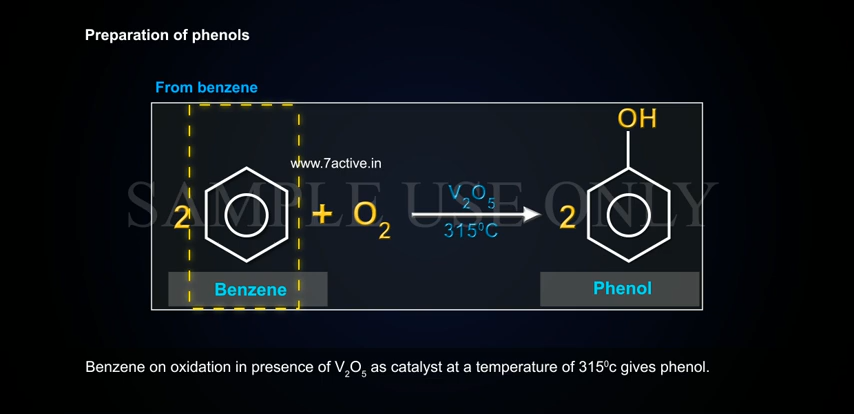 Preparation of phenols
From benzene
OH
www.7active.in
SAMPLE USE ONLY
2 + O₂ V₂O₅ 2
315⁰C
Benzene Phenol
Benzene on oxidation in presence of V₂O₅ as catalyst at a temperature of 315⁰c gives phenol.